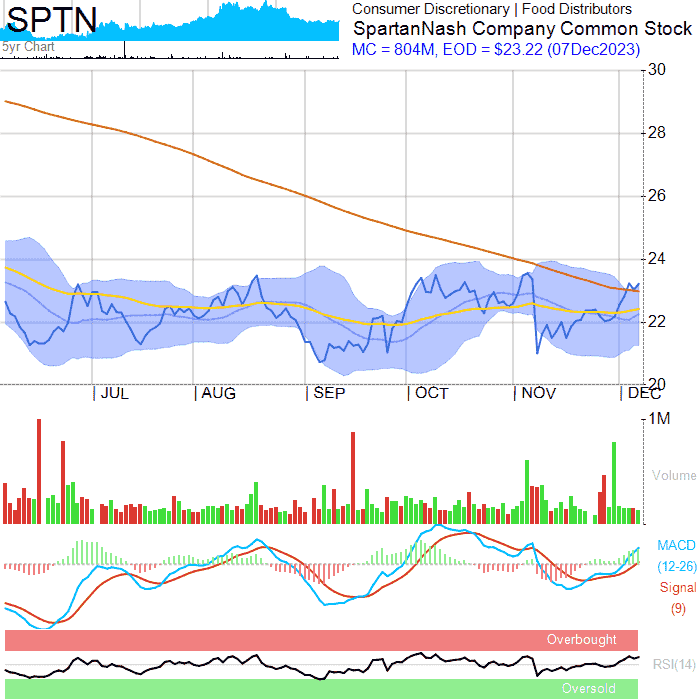 SPTN
5yr Chart
Consumer Discretionary | Food Distributors
SpartanNash Company Common Stock
MC = 804M, EOD = $23.22 (07Dec2023)
30
28
26
24
22
20
JUL
AUG
SEP
OCT
NOV
DEC
1M
Volume
MACD
(12-26)
Signal
(9)
Overbought
RSI(14)
Oversold